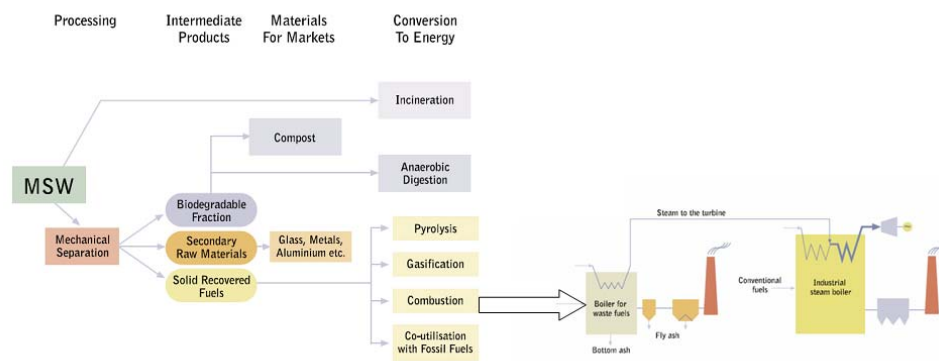 Processing
Intermediate
Products
Materials
For Markets
Conversion
To Energy
Incineration
Compost
Anaerobic
Digestion
MSW
Biodegradable
Fraction
Mechanical
Separation
Secondary
Raw Materials
Glass, Metals,
Aluminium etc.
Solid Recovered
Fuels
Pyrolysis
Gasification
Combustion
Co-utilisation
with Fossil Fuels
Steam to the turbine
Boiler for
waste fuels
Fly ash
Bottom ash
Conventional
fuels
Industrial
steam boiler